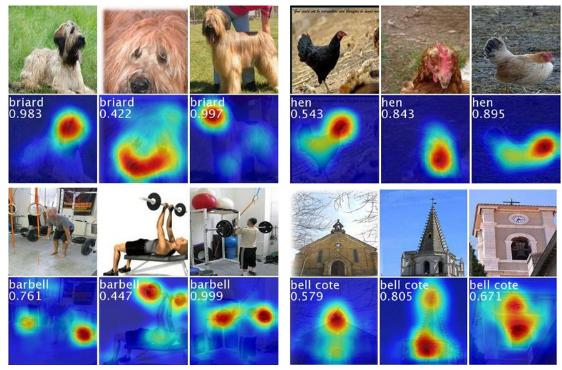 briard
0.983
briard
0.422
briard
0.997
hen
0.543
hen
0.843
hen
0.895
barbell
0.761
barbell
0.447
barbell
0.999
bell cote
0.579
bell cote
0.805
bell cote
0.671